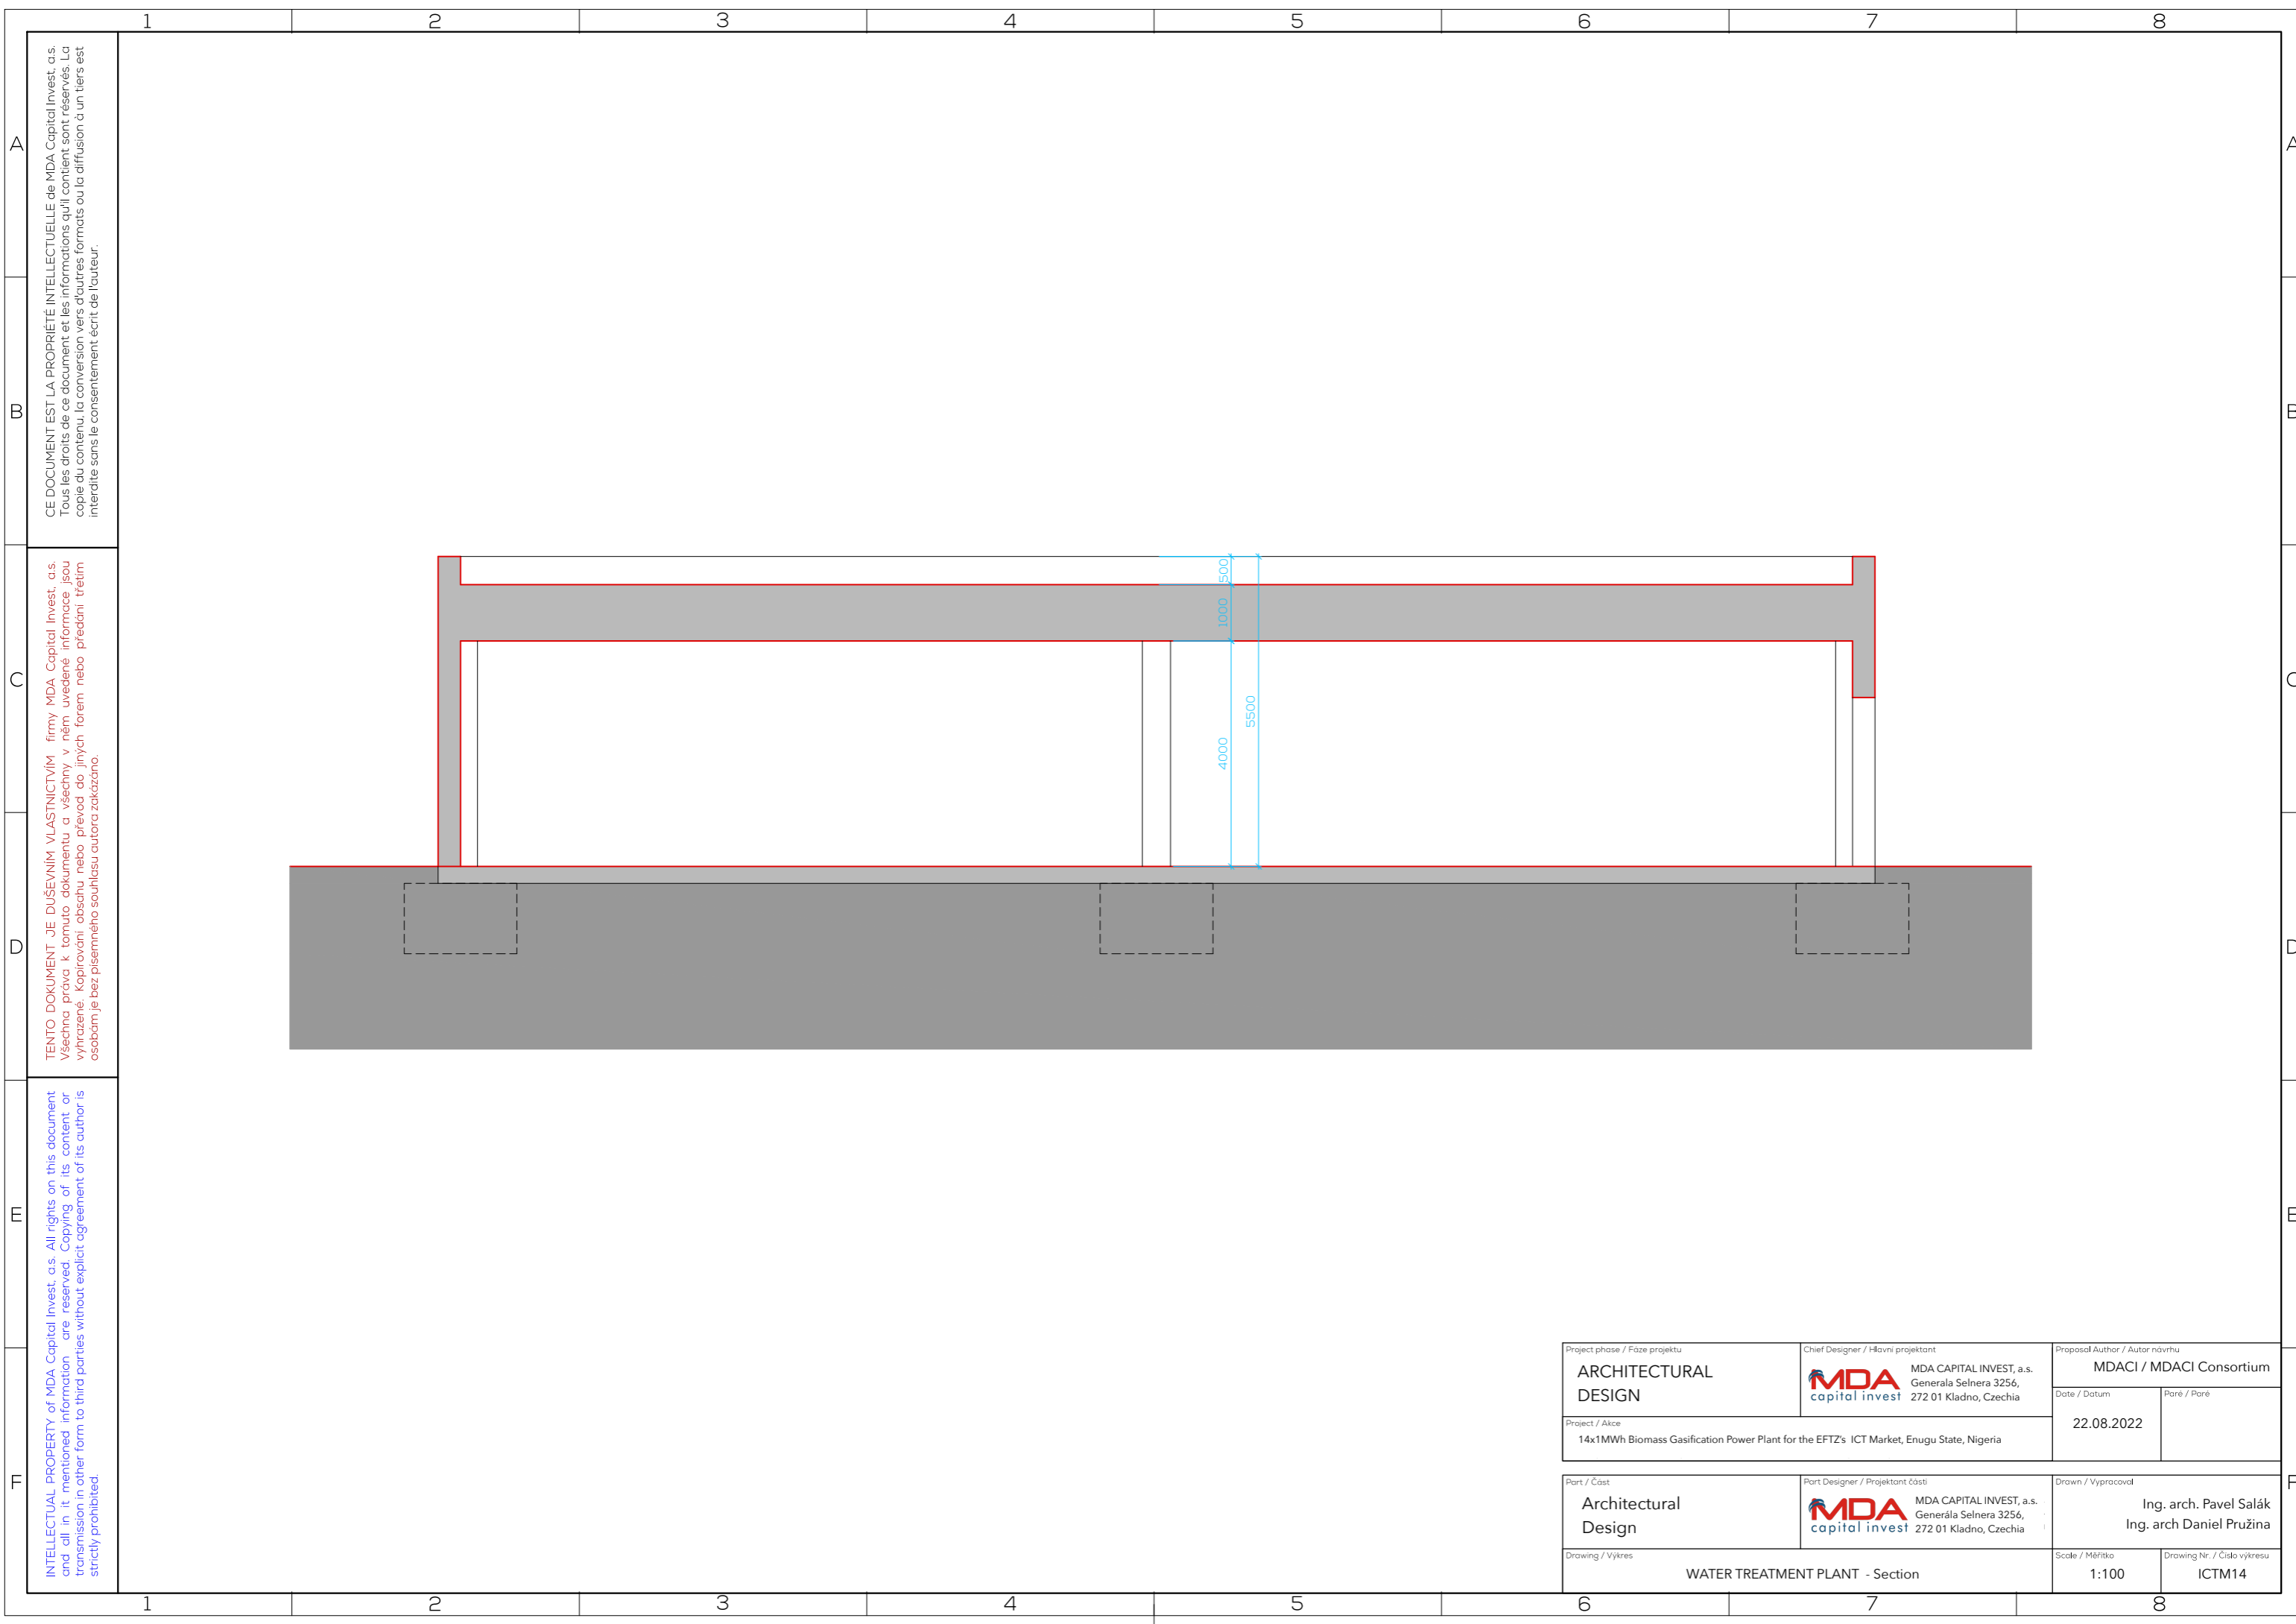 1 2 3 4 5 6 7 8
A A
B B
C C
D D
E E
F F
CE DOCUMENT EST LA PROPRIÉTÉ INTELLECTUELLE de MDA Capital Invest, a.s.
Tous les droits de ce document et les informations qu'il contient sont réservés. La
copie du contenu, la conversion vers d'autres formats ou la diffusion à un tiers est
interdite sans le consentement écrit de l'auteur.
TENTO DOKUMENT JE DUŠEVNÍM VLASTNICTVÍM firmy MDA Capital Invest, a.s.
Všechna práva k tomuto dokumentu a všechny v něm uvedené informace jsou
vyhrazené. Kopírování obsahu nebo převod do jiných forem nebo předání třetím
osobám je bez písemného souhlasu autora zakázáno.
INTELLECTUAL PROPERTY of MDA Capital Invest, a.s. All rights on this document
and all in it mentioned information are reserved. Copying of its content or
transmission in other form to third parties without explicit agreement of its author is
strictly prohibited.
500
1000
5500
4000
Project phase / Fáze projektu
ARCHITECTURAL
DESIGN
Chief Designer / Hlavní projektant
MDA
capital invest
MDA CAPITAL INVEST, a.s.
Generala Selnera 3256,
272 01 Kladno, Czechia
Proposal Author / Autor návrhu
MDACI / MDACI Consortium
Date / Datum
22.08.2022
Paré / Paré
Project / Akce
14x1MWh Biomass Gasification Power Plant for the EFTZ's ICT Market, Enugu State, Nigeria
Part / Část
Architectural
Design
Part Designer / Projektant části
MDA
capital invest
MDA CAPITAL INVEST, a.s.
Generála Selnera 3256,
272 01 Kladno, Czechia
Drawn / Vypracoval
Ing. arch. Pavel Salák
Ing. arch Daniel Pružina
Drawing / Výkres
WATER TREATMENT PLANT - Section
Scale / Měřítko
1:100
Drawing Nr. / Číslo výkresu
ICTM14
1 2 3 4 5 6 7 8